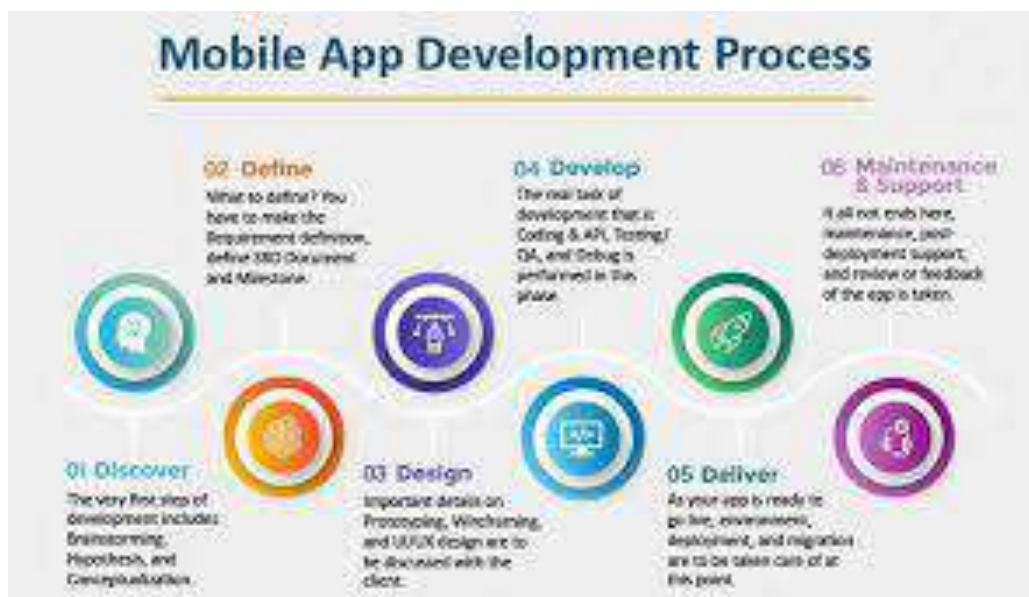 Mobile App Development Process
01 Discover
The very first step of
development includes
Brainstorming,
Hypothesis, and
Conceptualization.
02 Define
What to define? You
have to make the
Requirement definition,
define SRD Document
and Milestone.
03 Design
Important details on
Prototyping, Wireframing,
and UI/UX design are to
be discussed with the
client.
04 Develop
The real task of
development that is
Coding & API, Testing/
QA, and Debug is
performed in this
phase.
05 Deliver
As your app is ready to
go live, environment,
deployment, and migration
are to be taken care of at
this point.
06 Maintenance
& Support
It all not ends here,
maintenance, post-
deployment support,
and review or feedback
of the app is taken.